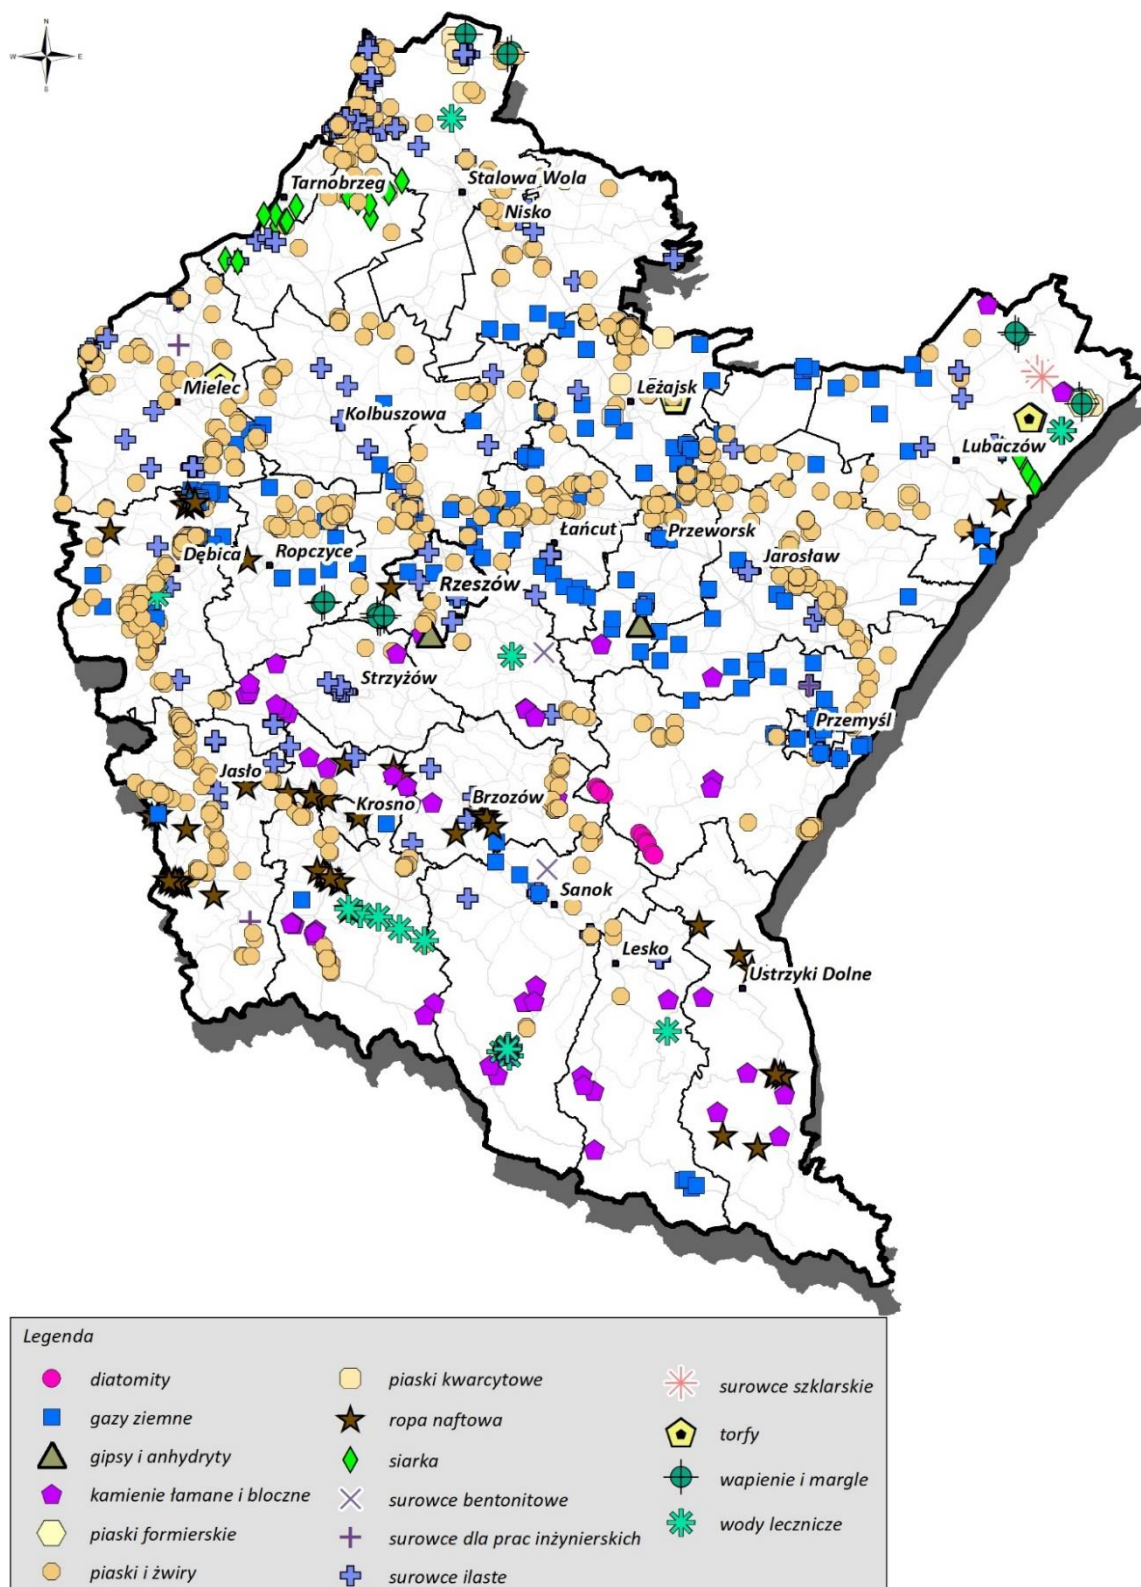 N
W E
S
Tarnobrzeg
Stalowa Wola
Nisko
Mielec
Leżajsk
Kolbuszowa
Lubaczów
Łańcut
Przeworsk
Dębica
Ropczyce
Jarosław
Rzeszów
Strzyżów
Przemyśl
Jasło
Krosno
Brzozów
Sanok
Lesko
Ustrzyki Dolne
Legenda
diatomity
gazy ziemne
gipsy i anhydryty
kamienie łamane i bloczne
piaski formierskie
piaski i żwiry
piaski kwarcytowe
ropa naftowa
siarka
surowce bentonitowe
surowce dla prac inżynierskich
surowce ilaste
surowce szklarskie
torfy
wapienie i margle
wody lecznicze